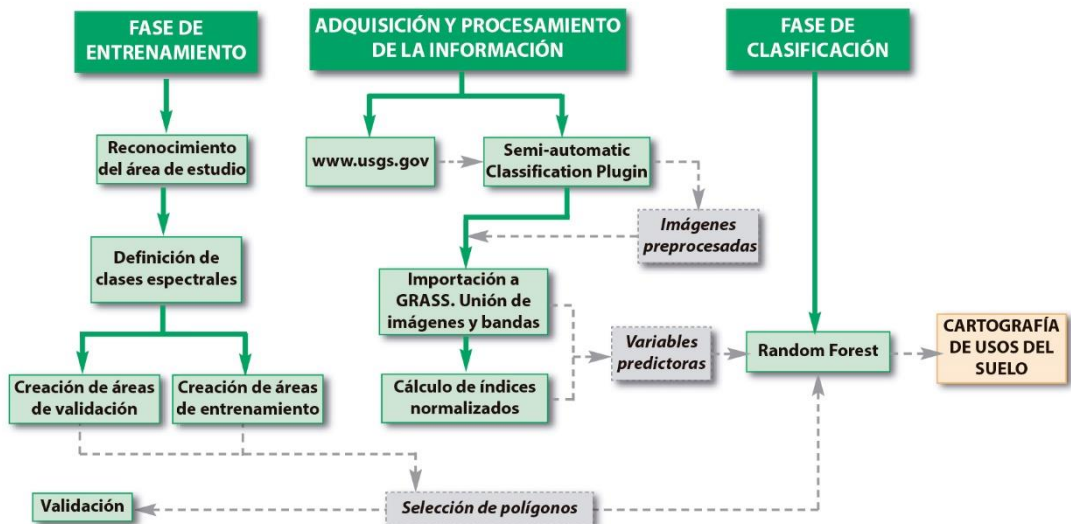 FASE DE
ENTRENAMIENTO
ADQUISICIÓN Y PROCESAMIENTO
DE LA INFORMACIÓN
FASE DE
CLASIFICACIÓN
Reconocimiento
del área de estudio
www.usgs.gov
Semi-automatic
Classification Plugin
Imágenes
preprocesadas
Definición de
clases espectrales
Importación a
GRASS. Unión de
imágenes y bandas
Variables
predictoras
Random Forest
CARTOGRAFÍA
DE USOS DEL
SUELO
Creación de áreas
de validación
Creación de áreas
de entrenamiento
Cálculo de índices
normalizados
Validación
Selección de polígonos